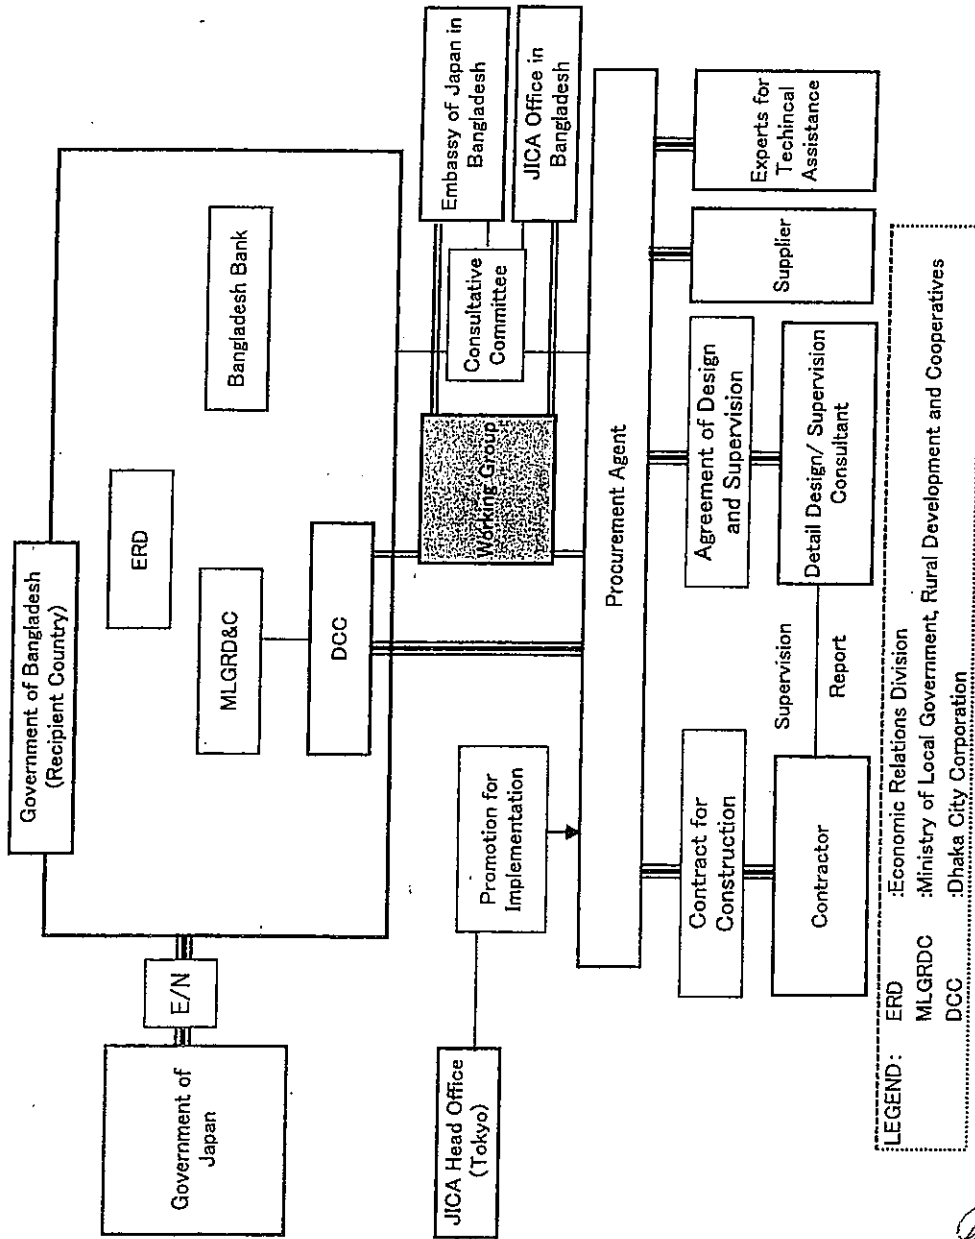 Government of Bangladesh
(Recipient Country)
Government of
Japan
E/N
ERD
Bangladesh Bank
MLGRD&C
DCC
JICA Head Office
(Tokyo)
Promotion for
Implementation
Working Group
Consultative
Committee
Embassy of Japan in
Bangladesh
JICA Office in
Bangladesh
Procurement Agent
Contract for
Construction
Agreement of Design
and Supervision
Supplier
Experts for
Techincal
Assistance
Contractor
Supervision
Report
Detail Design/ Supervision
Consultant
LEGEND : ERD :Economic Relations Division
MLGRDC :Ministry of Local Government, Rural Development and Cooperatives
DCC :Dhaka City Corporation